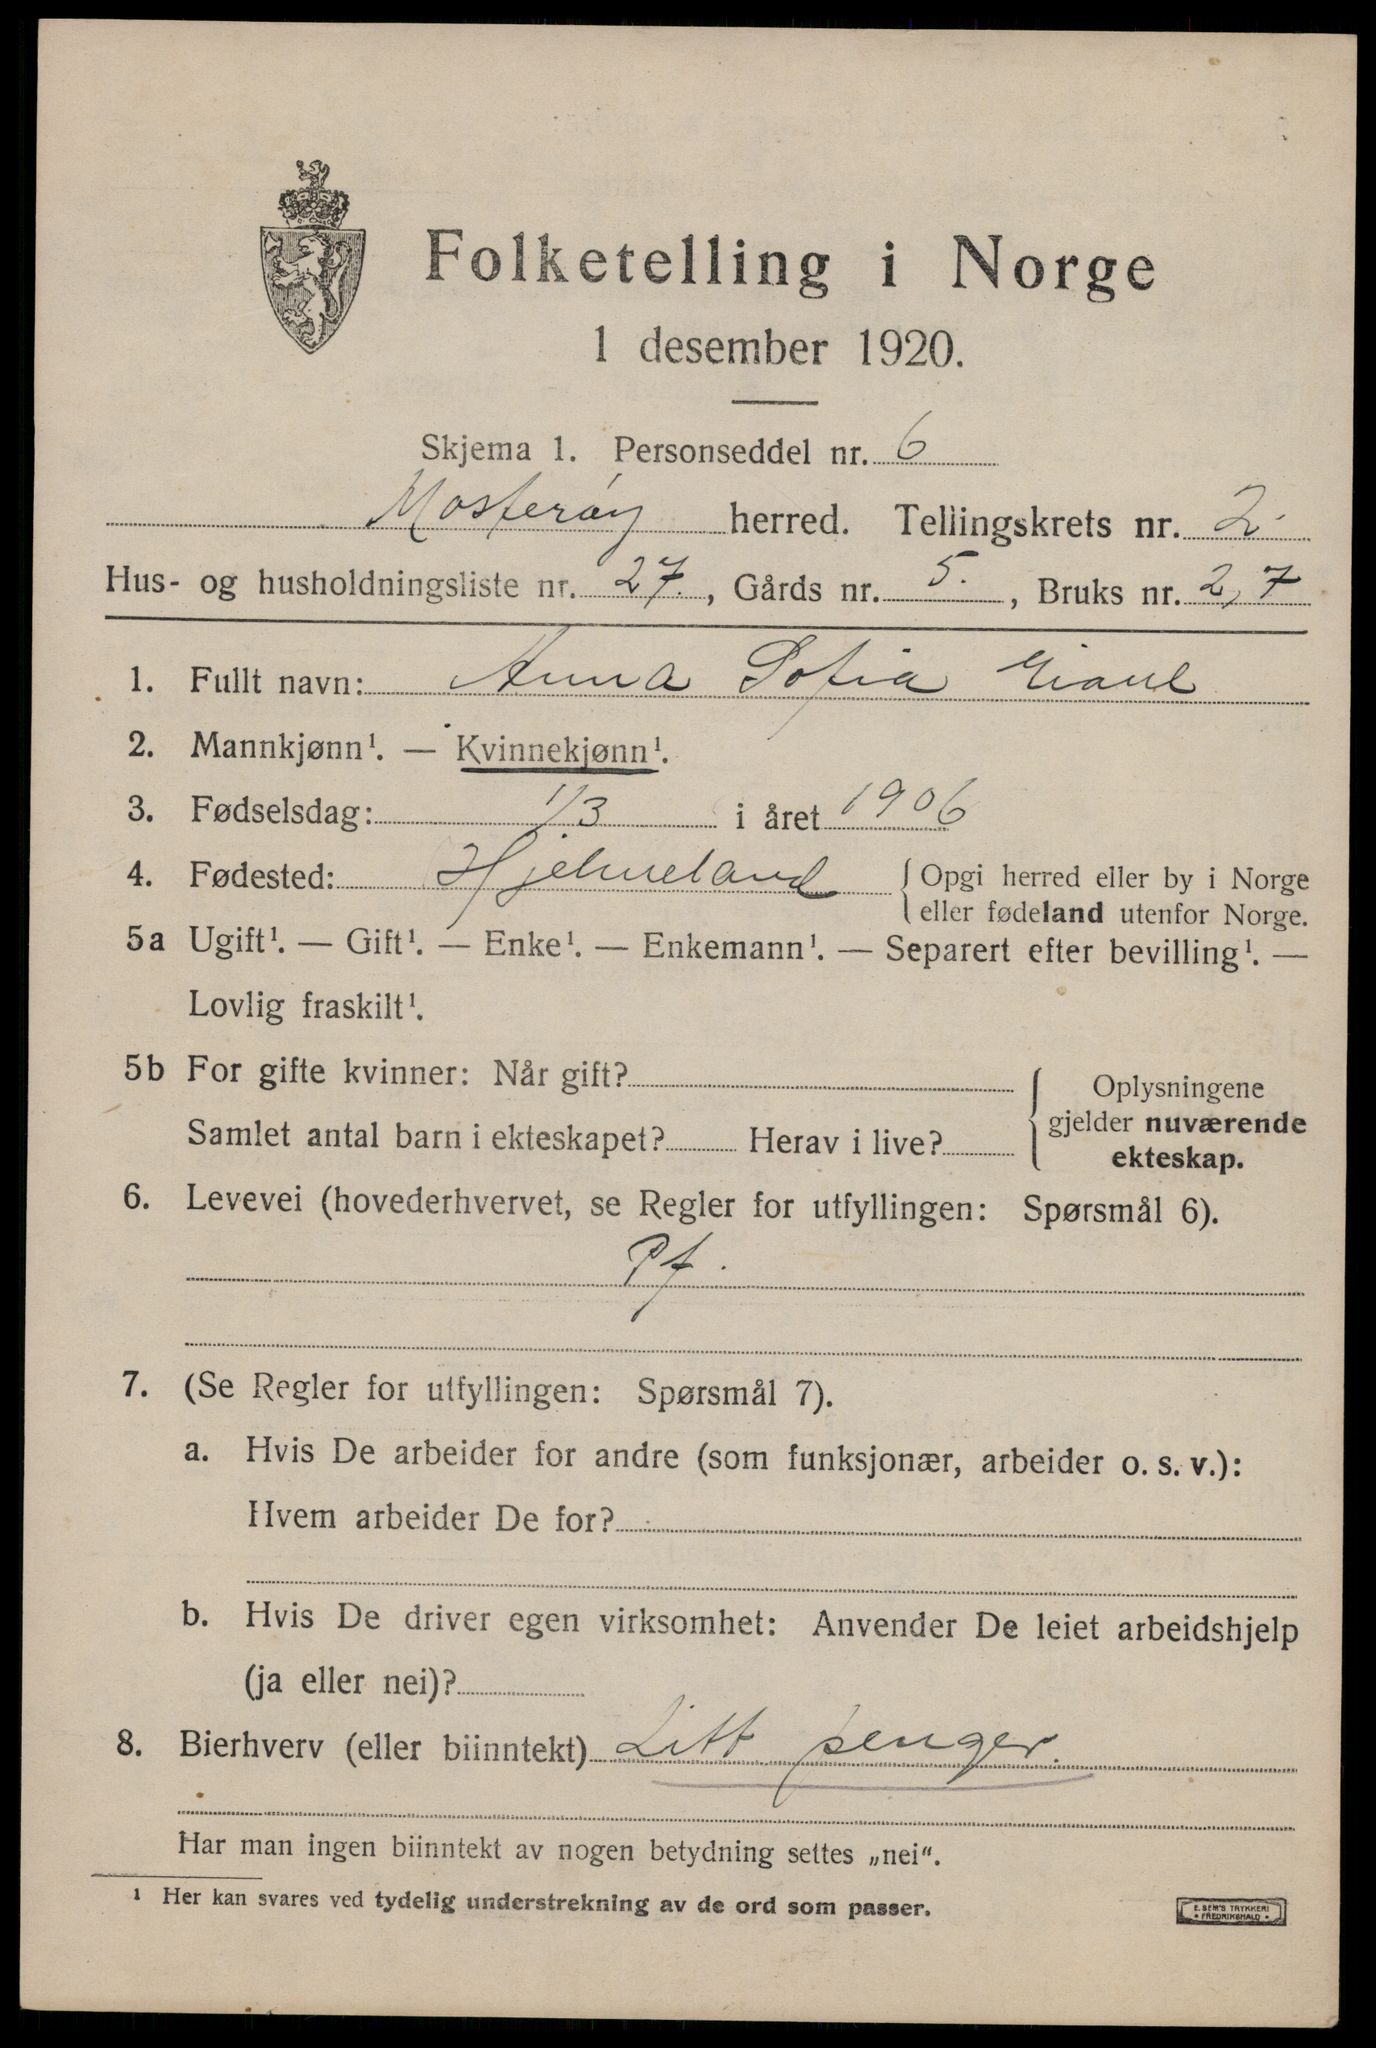 Folketelling i Norge
1 desember 1920.
Skjema 1. Personseddel nr. 6
Mosterøy herred. Tellingskrets nr. 2.
Hus- og husholdningsliste nr. 27., Gårds nr. 5., Bruks nr. 2,7
1. Fullt navn: Anna Sofia
2. Mannkjønn¹. — Kvinnekjønn¹.
3. Fødselsdag: 1/3 i året 1906
4. Fødested: Hjelmeland { Opgi herred eller by i Norge
eller fødeland utenfor Norge.
5a Ugift¹. — Gift¹. — Enke¹. — Enkemann¹. — Separert efter bevilling¹. —
Lovlig fraskilt¹.
5b For gifte kvinner: Når gift?
Samlet antal barn i ekteskapet? Herav i live?
{ Oplysningene
gjelder nuværende
ekteskap.
6. Levevei (hovederhvervet, se Regler for utfyllingen: Spørsmål 6).
Pf.
7. (Se Regler for utfyllingen: Spørsmål 7).
a. Hvis De arbeider for andre (som funksjonær, arbeider o. s. v.):
Hvem arbeider De for?
b. Hvis De driver egen virksomhet: Anvender De leiet arbeidshjelp
(ja eller nei)?
8. Bierhverv (eller biinntekt) Litt penger.
Har man ingen biinntekt av nogen betydning settes „nei“.
¹ Her kan svares ved tydelig understrekning av de ord som passer.
E. SEM'S TRYKKERI
FREDRIKSHALD